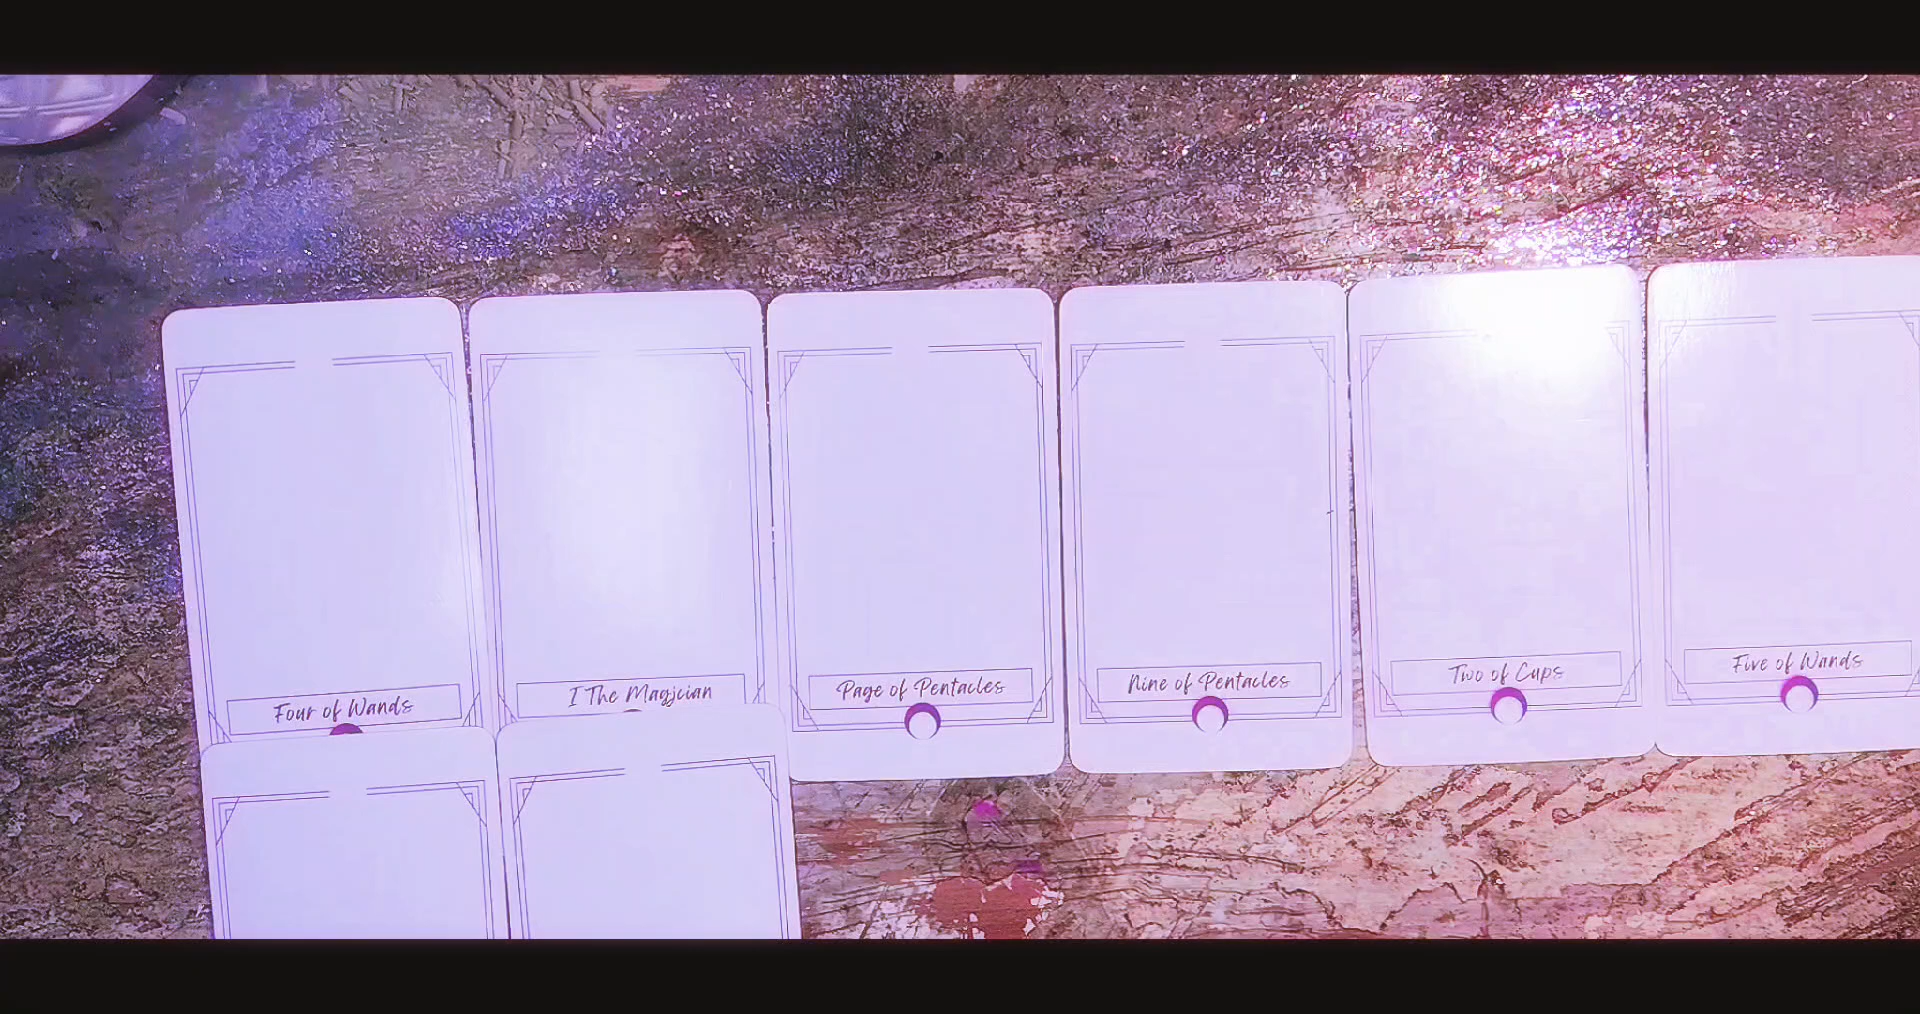 Four of Wands
I The Magician
Page of Pentacles
Nine of Pentacles
Two of Cups
Five of Wands